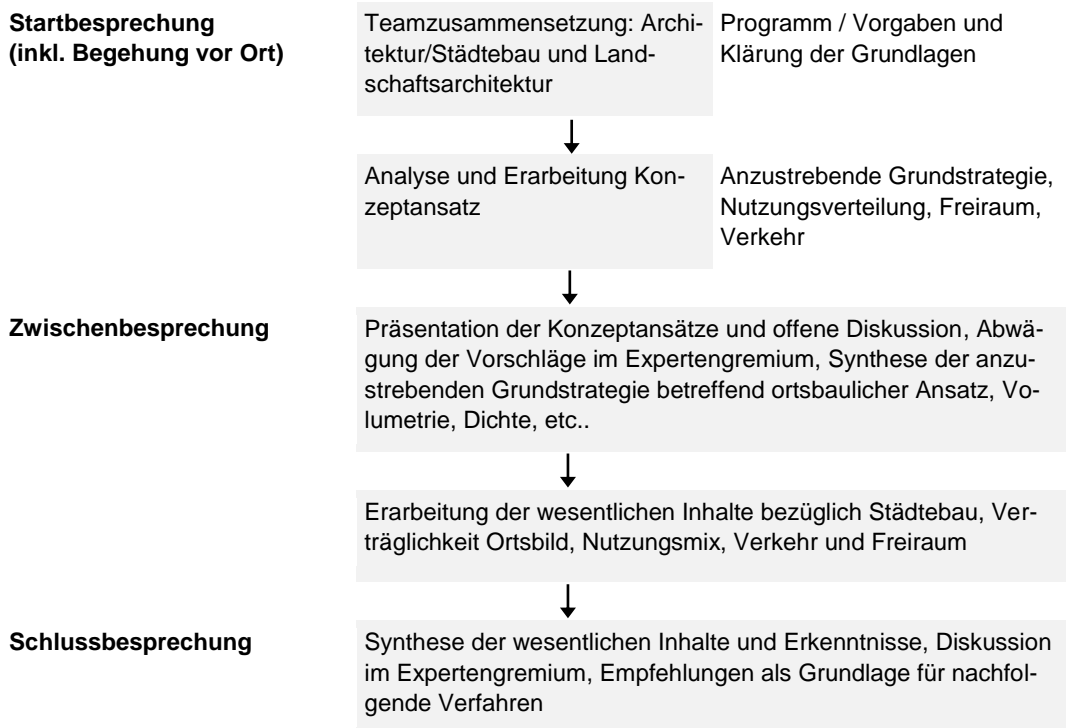 Startbesprechung
(inkl. Begehung vor Ort)
Teamzusammensetzung: Archi-
tektur/Städtebau und Land-
schaftsarchitektur
Programm / Vorgaben und
Klärung der Grundlagen
Analyse und Erarbeitung Kon-
zeptansatz
Anzustrebende Grundstrategie,
Nutzungsverteilung, Freiraum,
Verkehr
Zwischenbesprechung
Präsentation der Konzeptansätze und offene Diskussion, Abwä-
gung der Vorschläge im Expertengremium, Synthese der anzu-
strebenden Grundstrategie betreffend ortsbaulicher Ansatz, Vo-
lumetrie, Dichte, etc..
Erarbeitung der wesentlichen Inhalte bezüglich Städtebau, Ver-
träglichkeit Ortsbild, Nutzungsmix, Verkehr und Freiraum
Schlussbesprechung
Synthese der wesentlichen Inhalte und Erkenntnisse, Diskussion
im Expertengremium, Empfehlungen als Grundlage für nachfol-
gende Verfahren